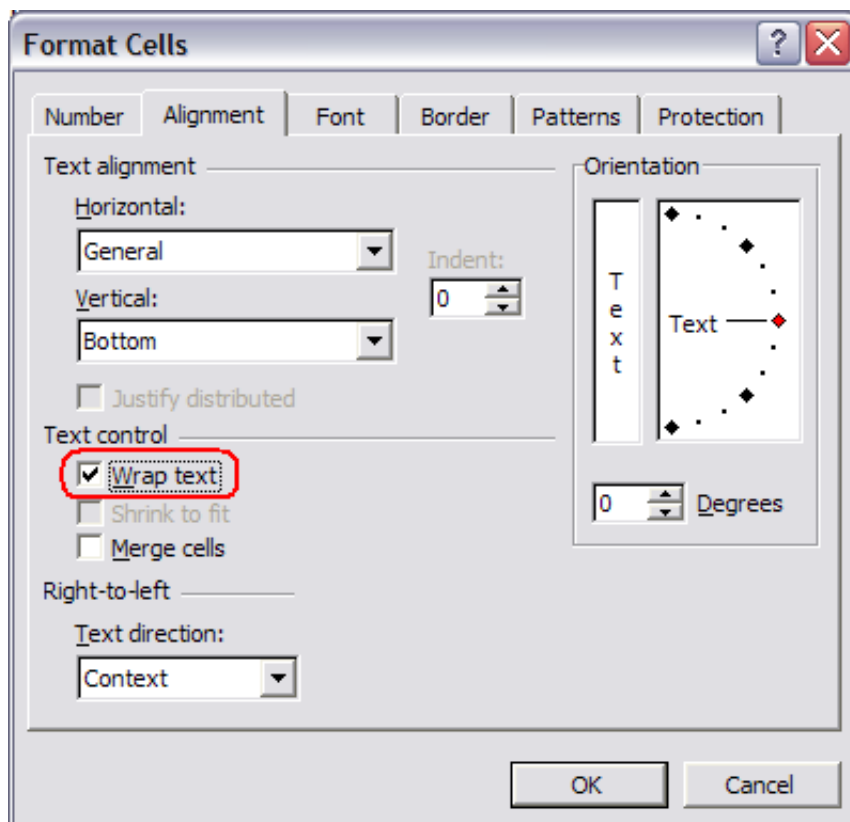 Format Cells
Number Alignment Font Border Patterns Protection
Text alignment
Horizontal:
General
Indent:
0
Vertical:
Bottom
Justify distributed
Text control
Wrap text
Shrink to fit
Merge cells
Right-to-left
Text direction:
Context
Orientation
T
e
x
t
Text
0 Degrees
OK Cancel